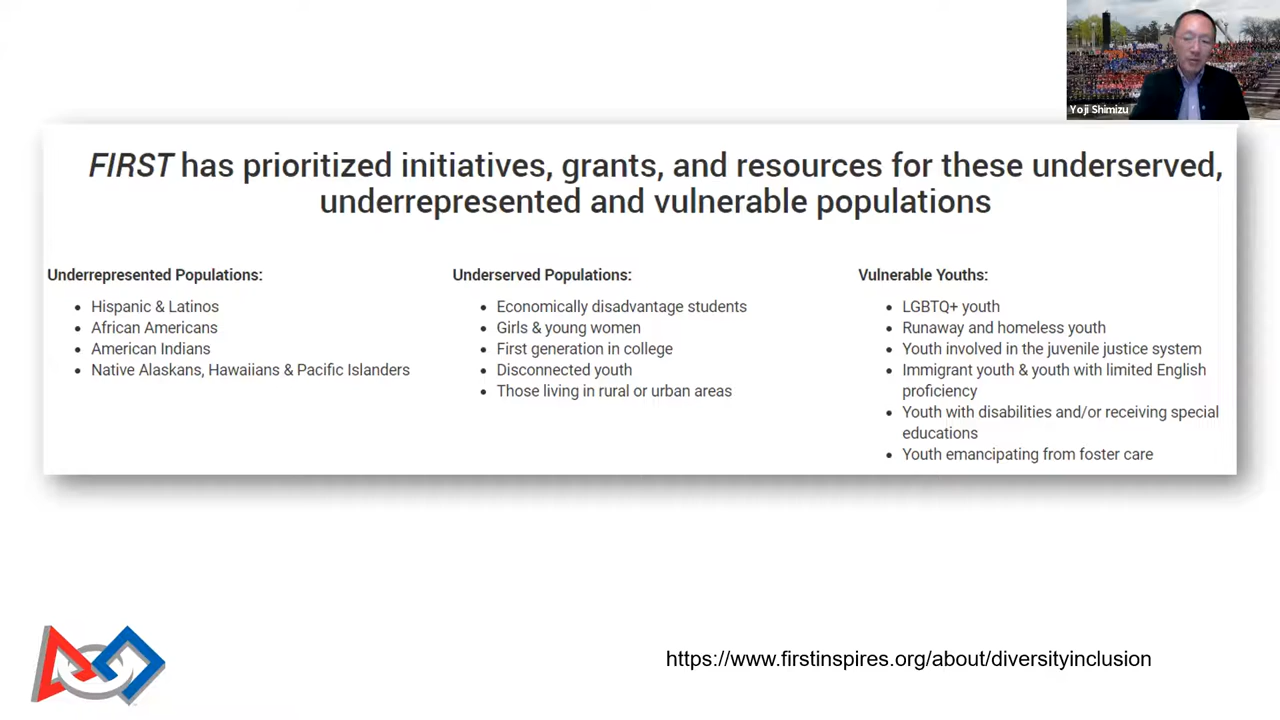 Yoji Shimizu
FIRST has prioritized initiatives, grants, and resources for these underserved,
underrepresented and vulnerable populations
Underrepresented Populations:
• Hispanic & Latinos
• African Americans
• American Indians
• Native Alaskans, Hawaiians & Pacific Islanders
Underserved Populations:
• Economically disadvantage students
• Girls & young women
• First generation in college
• Disconnected youth
• Those living in rural or urban areas
Vulnerable Youths:
• LGBTQ+ youth
• Runaway and homeless youth
• Youth involved in the juvenile justice system
• Immigrant youth & youth with limited English
proficiency
• Youth with disabilities and/or receiving special
educations
• Youth emancipating from foster care
https://www.firstinspires.org/about/diversityinclusion